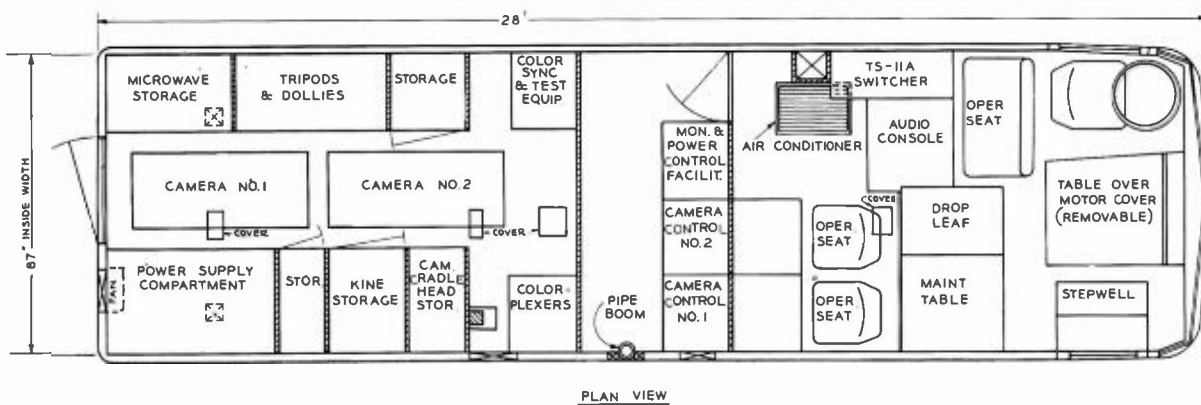 28'
87" INSIDE WIDTH
MICROWAVE
STORAGE
TRIPODS
& DOLLIES
STORAGE
COLOR
SYNC
& TEST
EQUIP
CAMERA NO.1
CAMERA NO.2
COVER
COVER
FAN
POWER SUPPLY
COMPARTMENT
STOR
KINE
STORAGE
CAM
CRADLE
HEAD
STOR
COLOR
PLEXERS
PIPE
BOOM
MON. &
POWER
CONTROL
FACILIT.
CAMERA
CONTROL
NO.2
CAMERA
CONTROL
NO.1
AIR CONDITIONER
TS-11A
SWITCHER
AUDIO
CONSOLE
OPER
SEAT
COVER
OPER
SEAT
OPER
SEAT
DROP
LEAF
MAINT
TABLE
TABLE OVER
MOTOR COVER
(REMOVABLE)
STEPWELL
PLAN VIEW